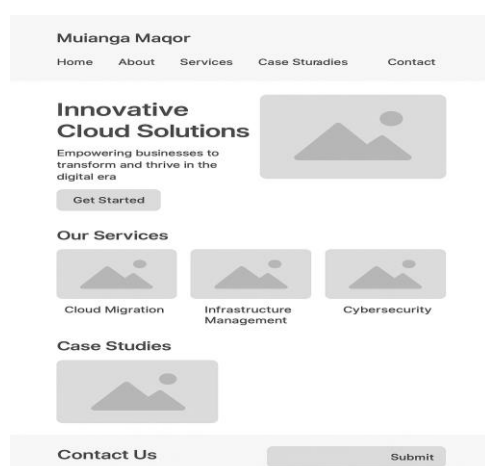 Muianga Maqor
Home About Services Case Sturadies Contact
Innovative
Cloud Solutions
Empowering businesses to
transform and thrive in the
digital era
Get Started
Our Services
Cloud Migration
Infrastructure
Management
Cybersecurity
Case Studies
Contact Us
Submit